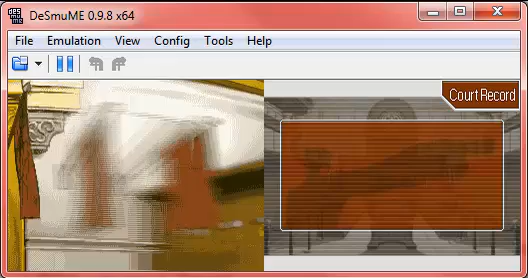 DeSmuME 0.9.8 x64
File Emulation View Config Tools Help
Court Record